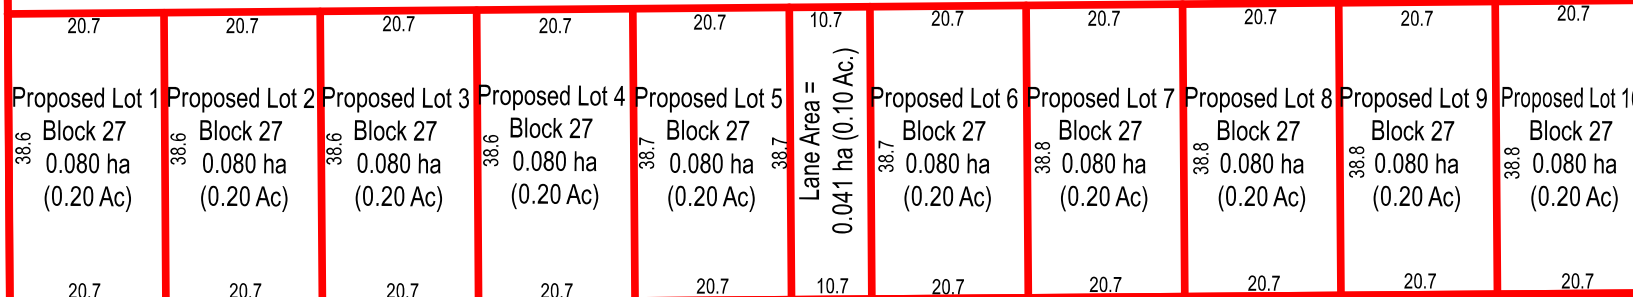 20.7
20.7
20.7
20.7
20.7
10.7
20.7
20.7
20.7
20.7
20.7
Proposed Lot 1
Block 27
0.080 ha
(0.20 Ac)
38.6
Proposed Lot 2
Block 27
0.080 ha
(0.20 Ac)
38.6
Proposed Lot 3
Block 27
0.080 ha
(0.20 Ac)
38.6
Proposed Lot 4
Block 27
0.080 ha
(0.20 Ac)
38.6
Proposed Lot 5
Block 27
0.080 ha
(0.20 Ac)
38.7
38.7
Lane Area =
0.041 ha (0.10 Ac.)
Proposed Lot 6
Block 27
0.080 ha
(0.20 Ac)
38.7
Proposed Lot 7
Block 27
0.080 ha
(0.20 Ac)
38.8
Proposed Lot 8
Block 27
0.080 ha
(0.20 Ac)
38.8
Proposed Lot 9
Block 27
0.080 ha
(0.20 Ac)
38.8
Proposed Lot 10
Block 27
0.080 ha
(0.20 Ac)
38.8
20.7
20.7
20.7
20.7
20.7
10.7
20.7
20.7
20.7
20.7
20.7